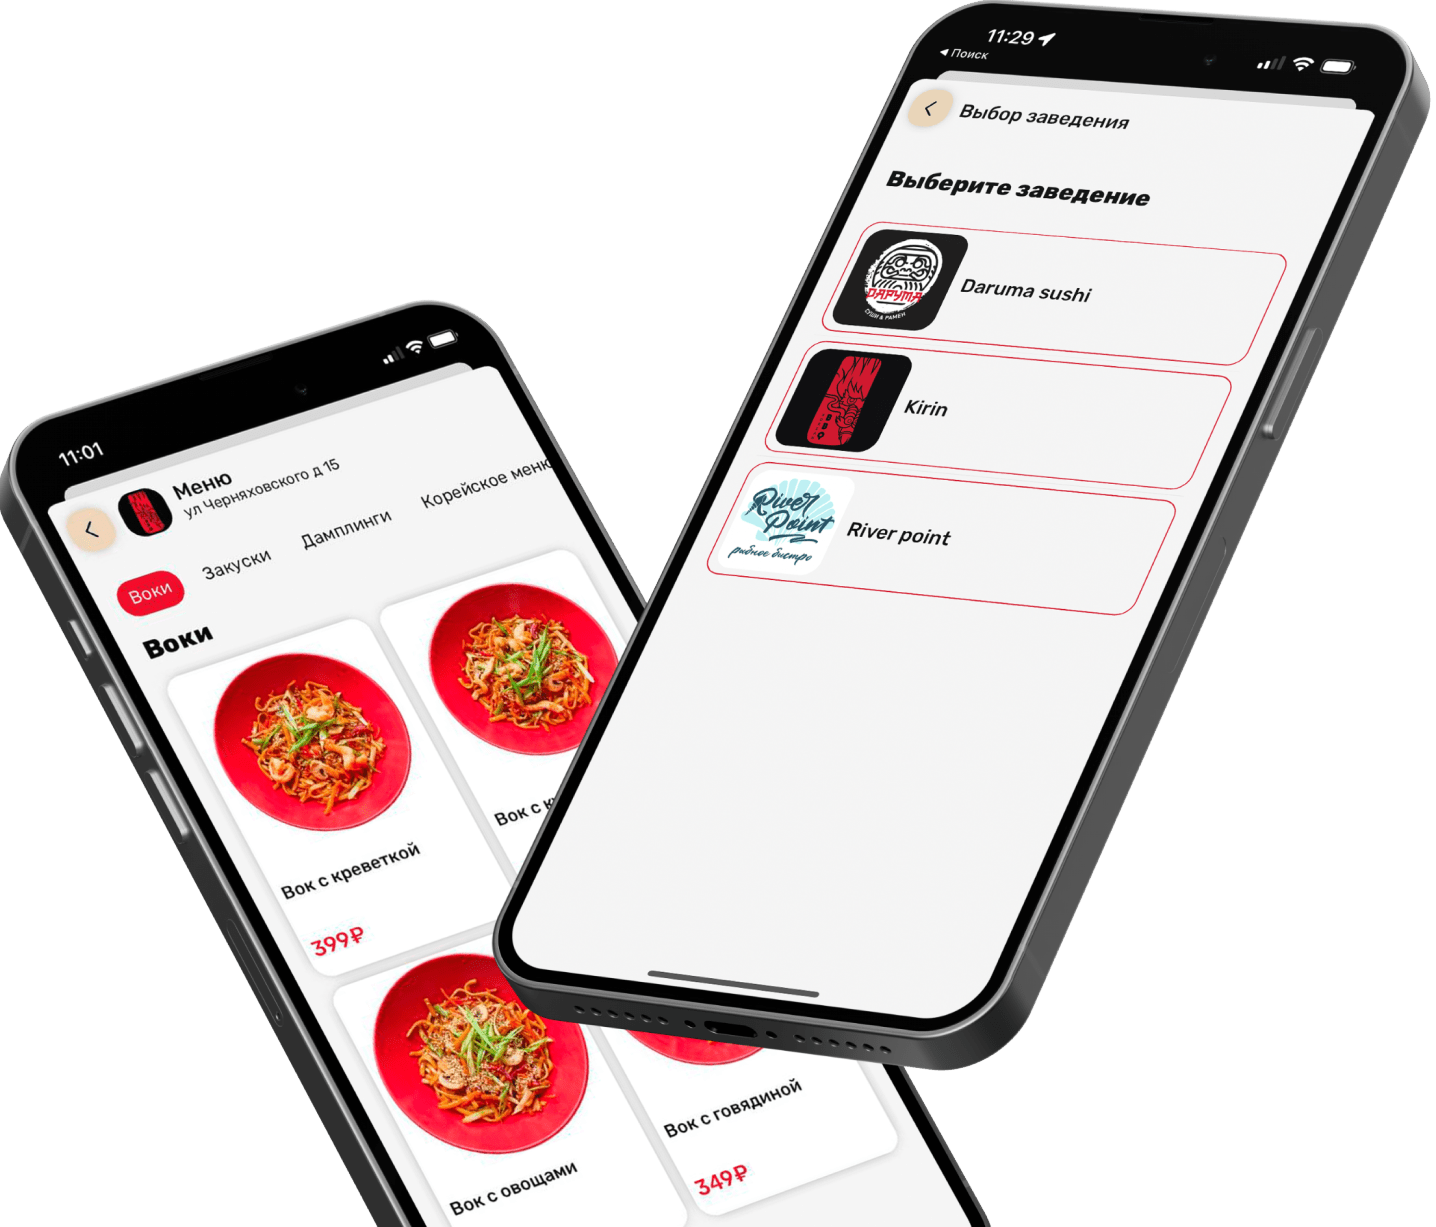 11:29
Поиск
Выбор заведения
Выберите заведение
ДАРУМА
СУШИ & РАМЕН
Daruma sushi
Kirin
River
Point
рибное бистро
River point
11:01
Меню
ул Черняховского д 15
Воки
Закуски
Дамплинги
Корейское меню
Воки
Вок с креветкой
399₽
Вок с
Вок с овощами
Вок с говядиной
349₽